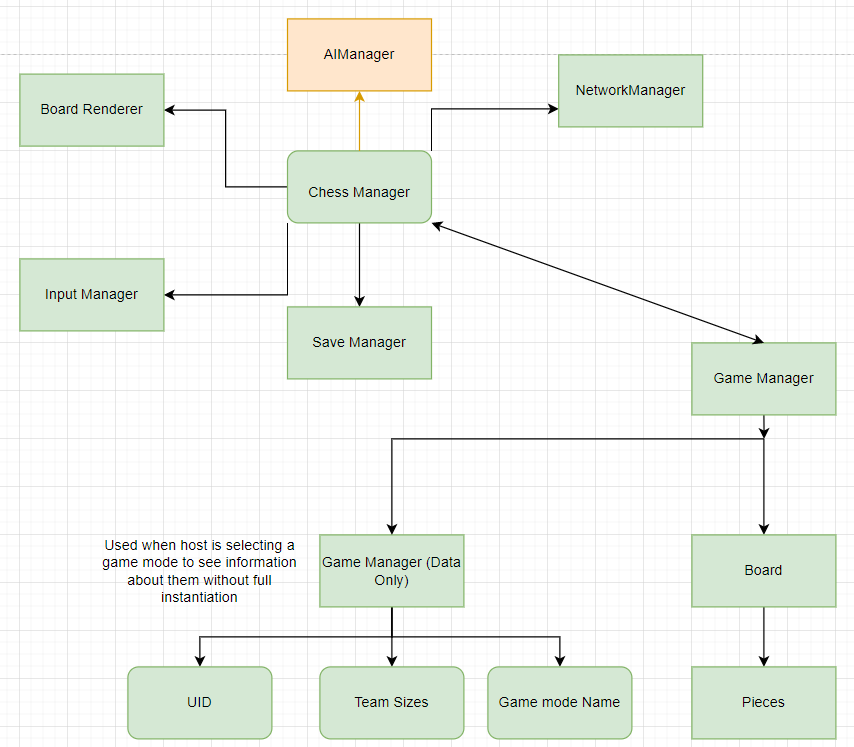 AIManager
NetworkManager
Board Renderer
Chess Manager
Input Manager
Save Manager
Game Manager
Used when host is selecting a
game mode to see information
about them without full
instantiation
Game Manager (Data
Only)
Board
UID
Team Sizes
Game mode Name
Pieces